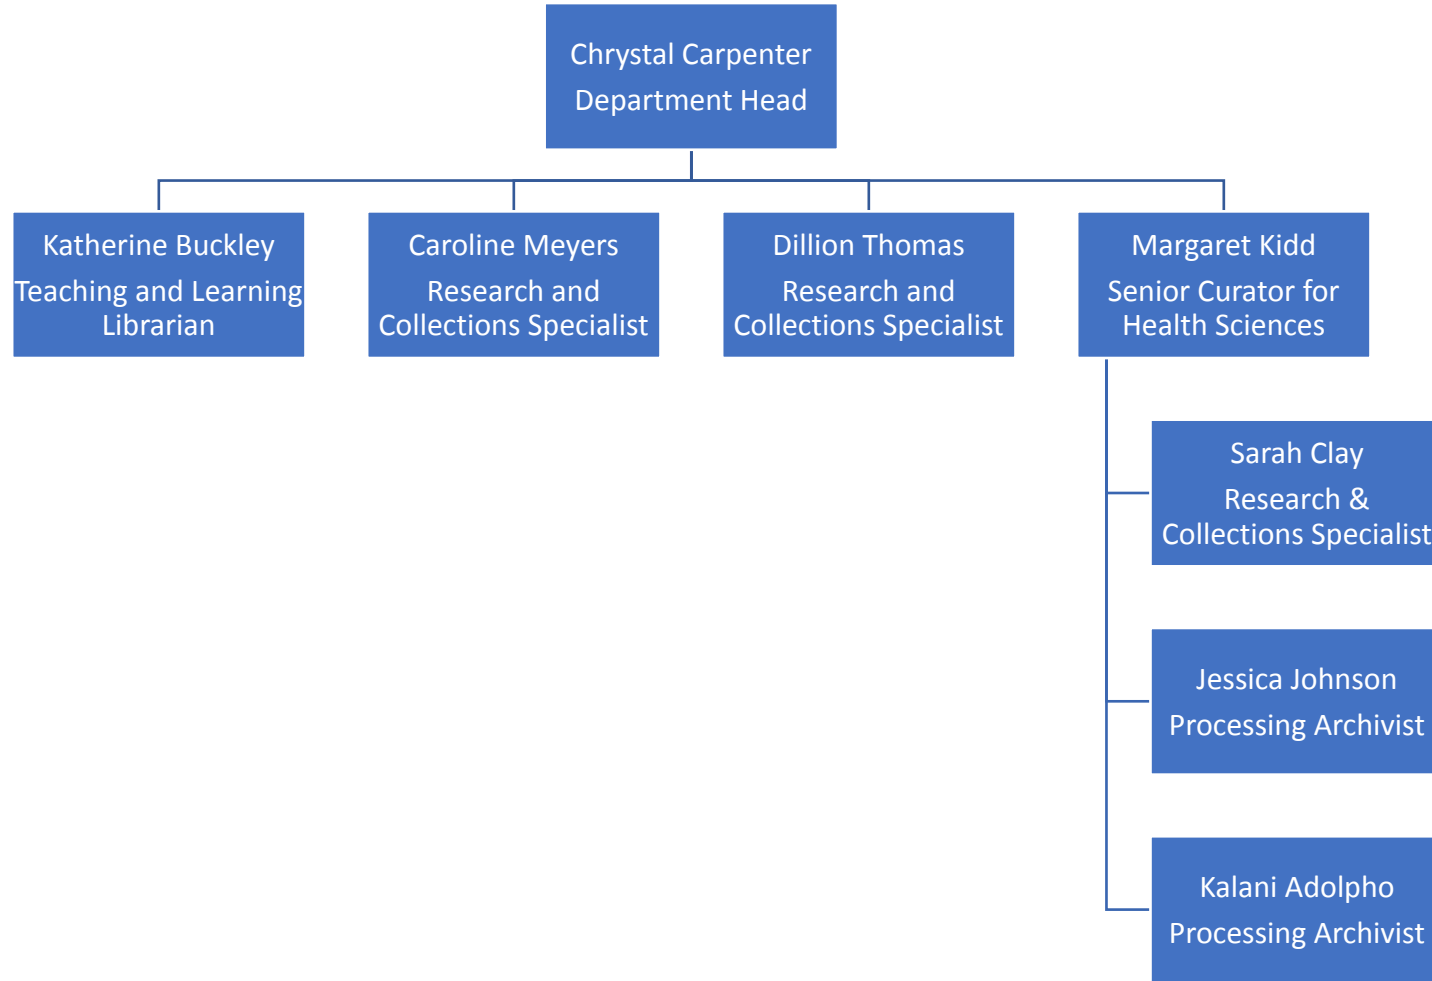 Chrystal Carpenter
Department Head
Katherine Buckley
Teaching and Learning
Librarian
Caroline Meyers
Research and
Collections Specialist
Dillion Thomas
Research and
Collections Specialist
Margaret Kidd
Senior Curator for
Health Sciences
Sarah Clay
Research &
Collections Specialist
Jessica Johnson
Processing Archivist
Kalani Adolpho
Processing Archivist